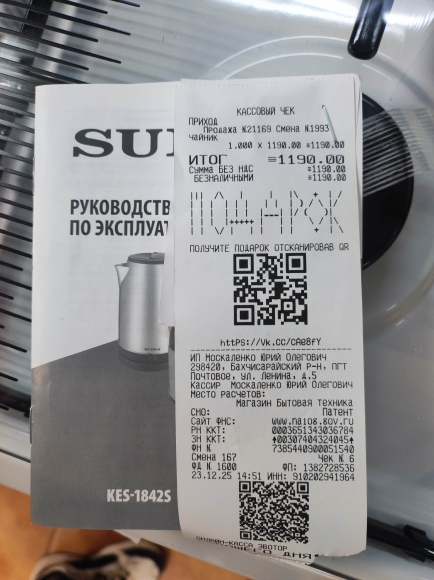 SU
РУКОВОДСТВ
ПО ЭКСПЛУАТ
KES-1842S
КАССОВЫЙ ЧЕК
ПРИХОД
Продажа №21169 Смена №1993
чайник
1.000 X 1190.00 =1190.00
ИТОГ =1190.00
СУММА БЕЗ НДС =1190.00
БЕЗНАЛИЧНЫМИ =1190.00
ПОДАРОК
ПОЛУЧИТЕ ПОДАРОК ОТСКАНИРОВАВ QR
httPS://vk.cc/cAe8fY
ИП Москаленко Юрий Олегович
298420, Бахчисарайский р-н, пгт
Почтовое, ул. Ленина, д.5
Кассир Москаленко Юрий Олегович
Место расчетов:
Магазин Бытовая техника
СНО: Патент
Сайт ФНС: www.nalog.gov.ru
РН ККТ: 0003651343036784
ЗН ККТ: 00307404324045
ФН № 7385440900051540
Смена 167 Чек № 6
ФД № 1600 ФП: 1382728536
23.12.25 14:51 ИНН: 910202941964
ЭВОТОР